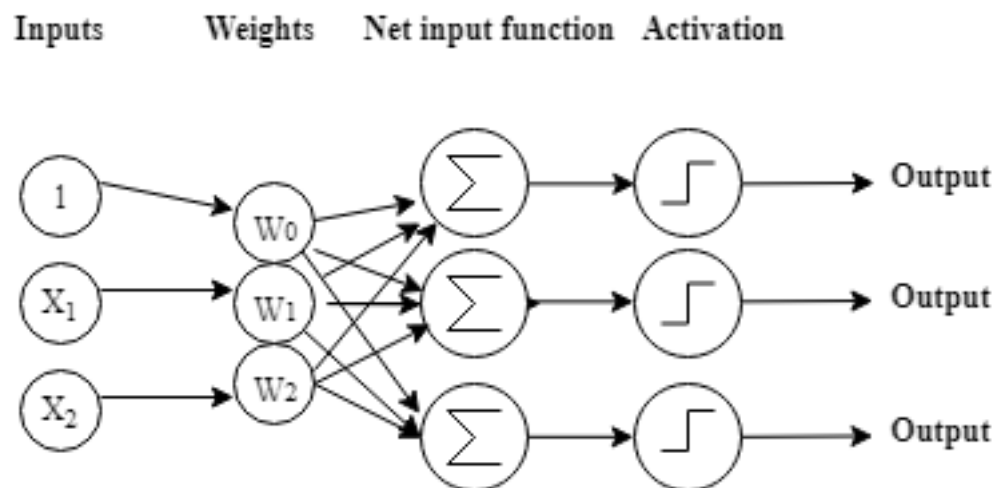 Inputs Weights Net input function Activation
1 W0 Σ Output
X1 W1 Σ Output
X2 W2 Σ Output